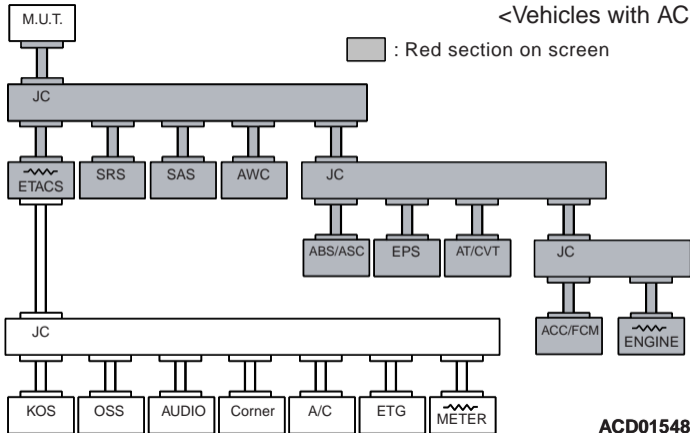 M.U.T.
<Vehicles with AC
: Red section on screen
JC
ETACS
SRS
SAS
AWC
JC
ABS/ASC
EPS
AT/CVT
JC
ACC/FCM
ENGINE
JC
KOS
OSS
AUDIO
Corner
A/C
ETG
METER
ACD01548